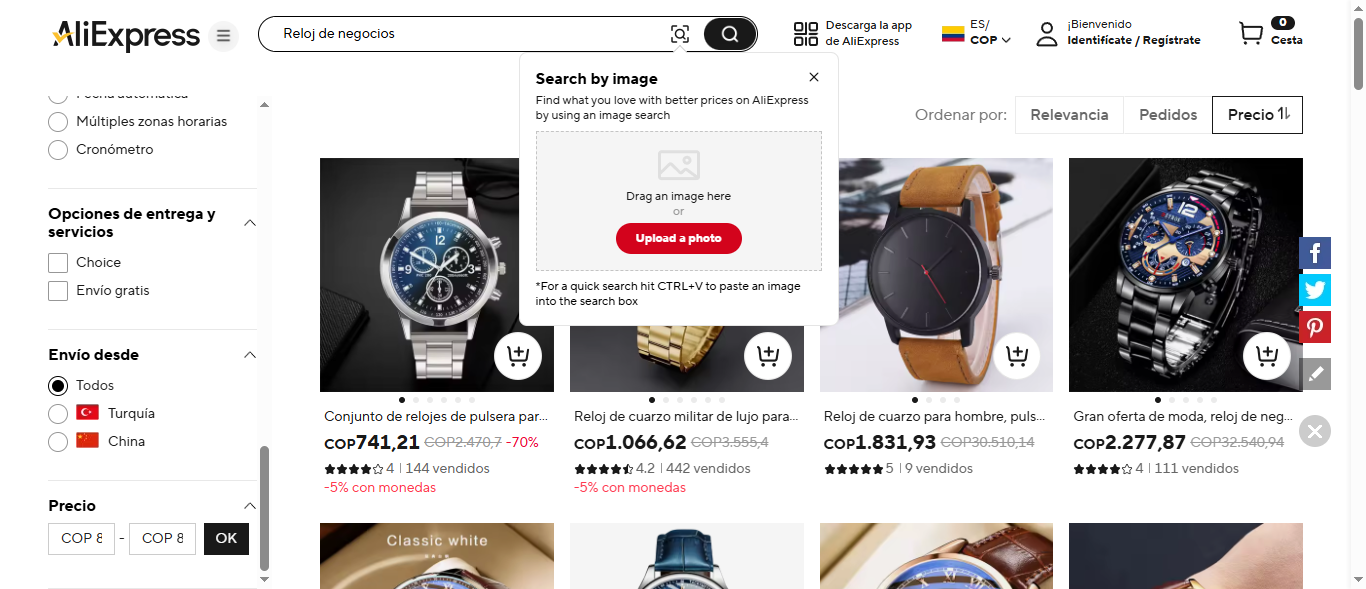 AliExpress
Reloj de negocios
Descarga la app
de AliExpress
ES/
COP
¡Bienvenido
Identifícate / Regístrate
0
Cesta
Search by image
Find what you love with better prices on AliExpress
by using an image search
Drag an image here
or
Upload a photo
*For a quick search hit CTRL+V to paste an image
into the search box
Fecha automática
Múltiples zonas horarias
Cronómetro
Opciones de entrega y
servicios
Choice
Envío gratis
Envío desde
Todos
Turquía
China
Precio
COP 8 - COP 8 OK
Ordenar por: Relevancia Pedidos Precio
Conjunto de relojes de pulsera par...
COP741,21 COP2.470,7 -70%
4 | 144 vendidos
-5% con monedas
Reloj de cuarzo militar de lujo para...
COP1.066,62 COP3.555,4
4.2 | 442 vendidos
-5% con monedas
Reloj de cuarzo para hombre, puls...
COP1.831,93 COP30.510,14
5 | 9 vendidos
Gran oferta de moda, reloj de neg...
COP2.277,87 COP32.540,94
4 | 111 vendidos
Classic white